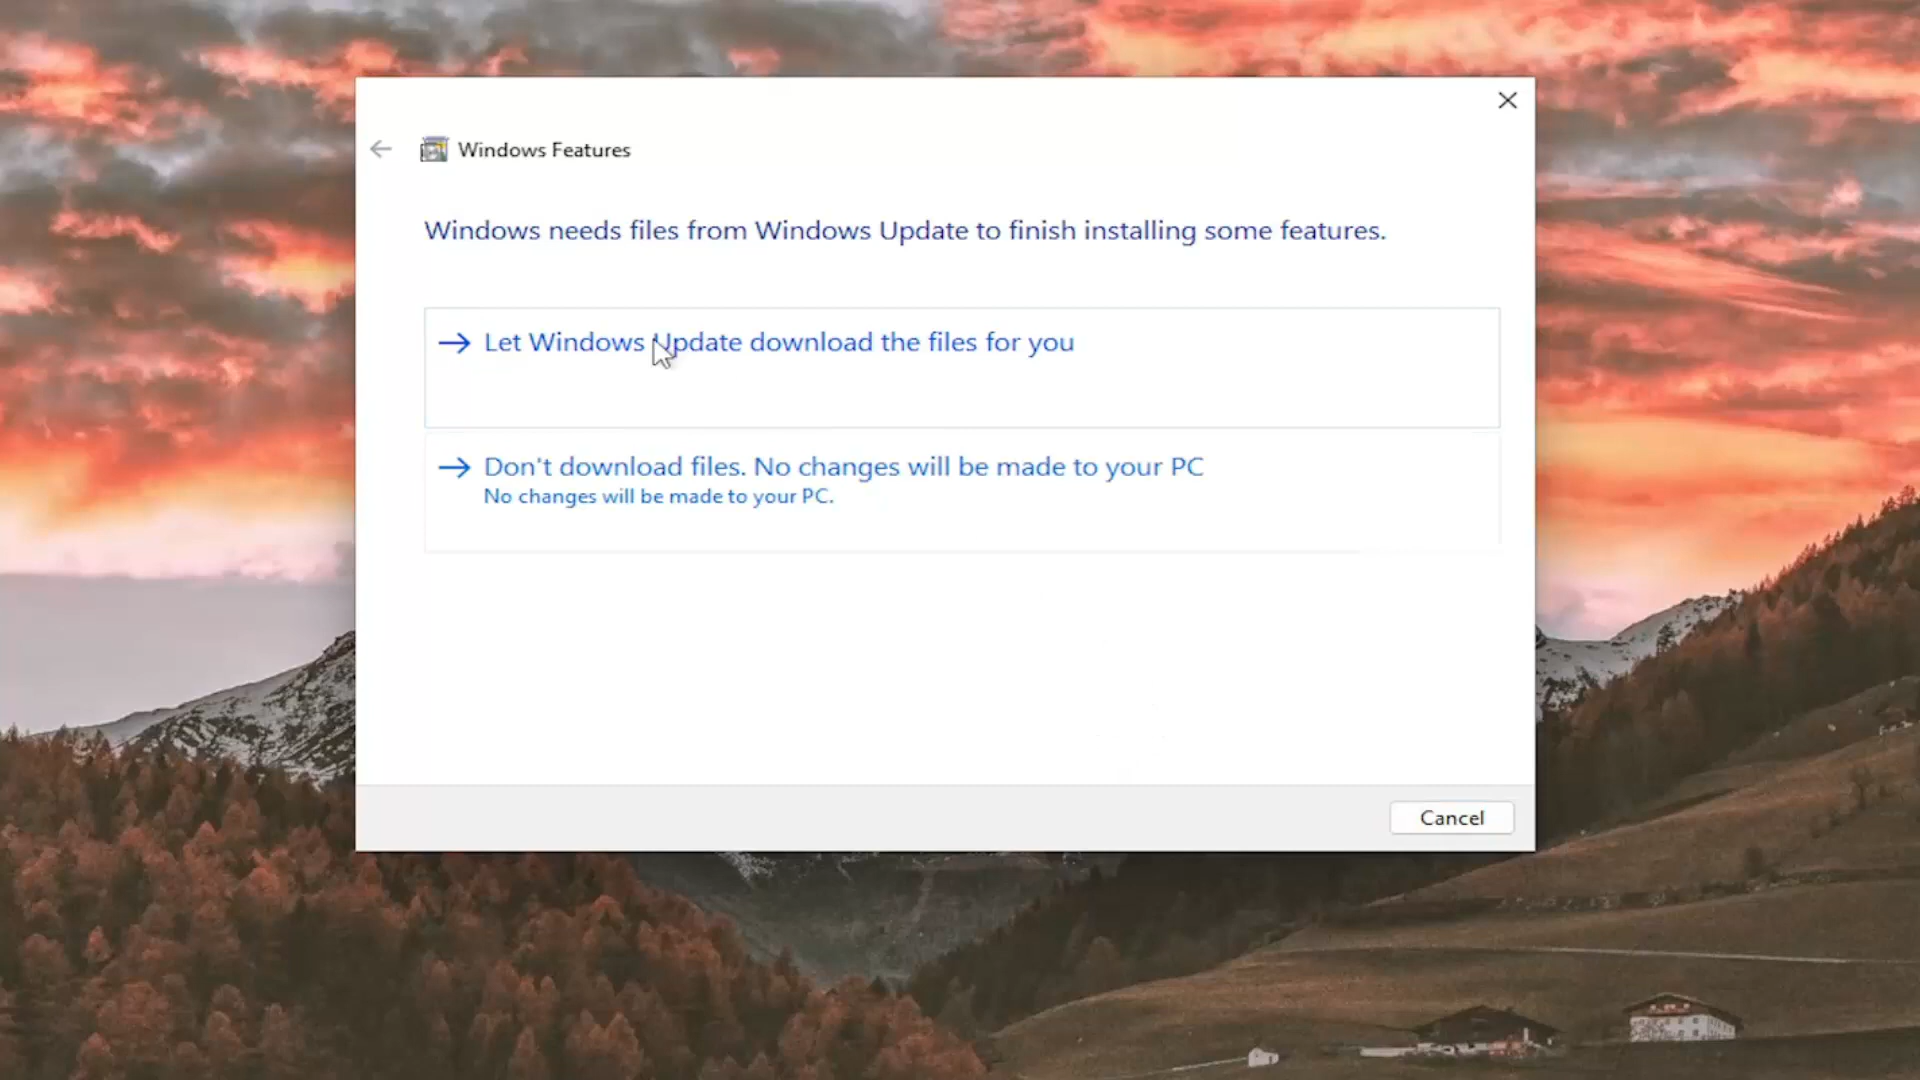 Windows Features
Windows needs files from Windows Update to finish installing some features.
Let Windows Update download the files for you
Don't download files. No changes will be made to your PC
No changes will be made to your PC.
Cancel